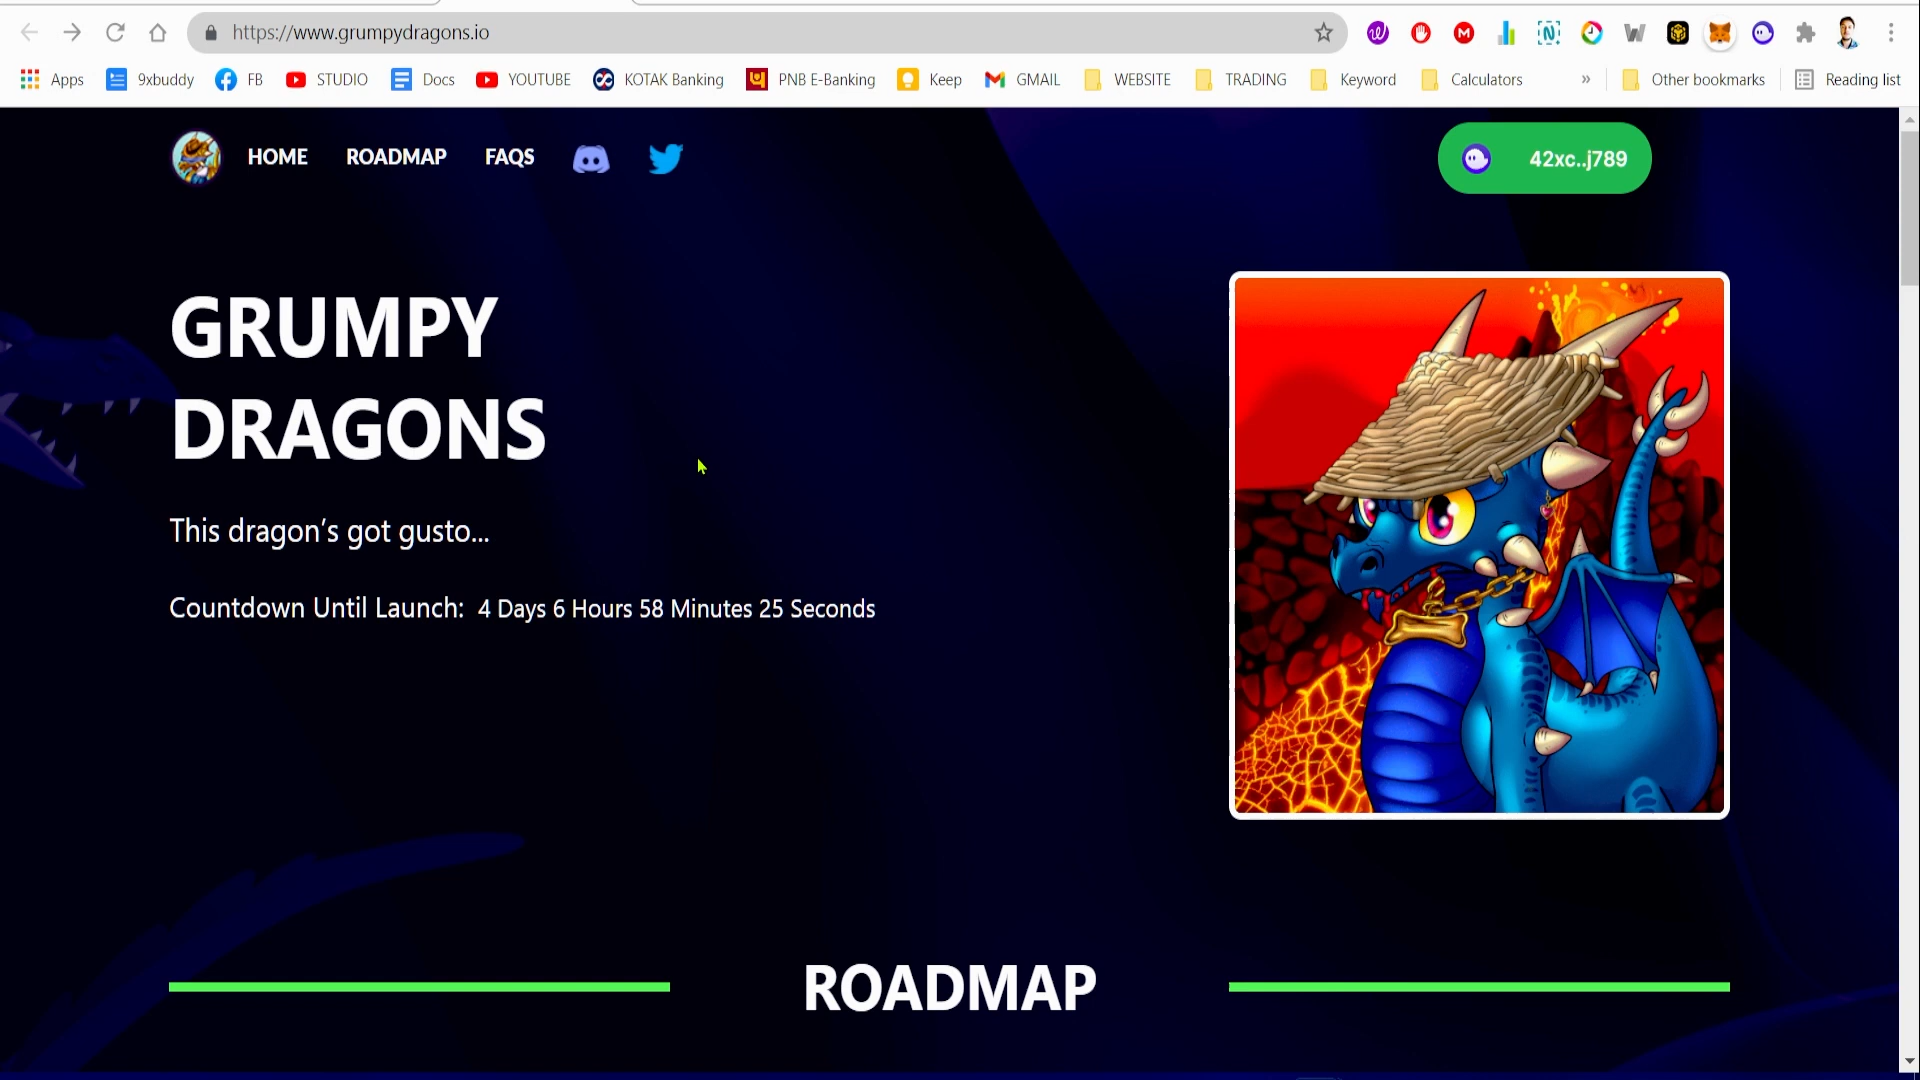 https://www.grumpydragons.io
Apps 9xbuddy FB STUDIO Docs YOUTUBE KOTAK Banking PNB E-Banking Keep GMAIL WEBSITE TRADING Keyword Calculators » Other bookmarks Reading list
HOME ROADMAP FAQS
42xc..j789
GRUMPY
DRAGONS
This dragon’s got gusto...
Countdown Until Launch: 4 Days 6 Hours 58 Minutes 25 Seconds
ROADMAP